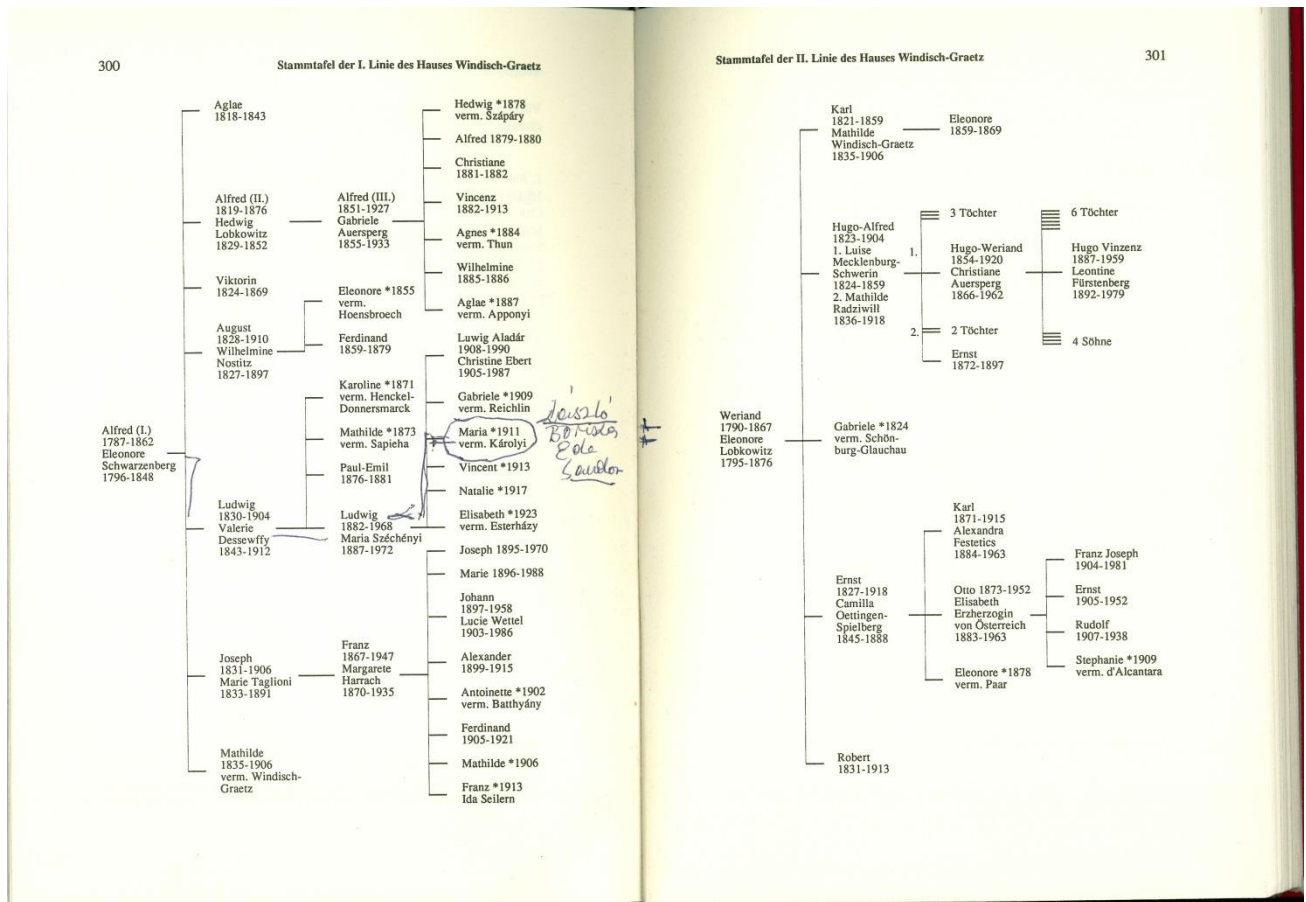 300
Stammtafel der I. Linie des Hauses Windisch-Graetz
Aglae
1818-1843
Alfred (II.)
1819-1876
Hedwig
Lobkowitz
1829-1852
Viktorin
1824-1869
August
1828-1910
Wilhelmine
Nostitz
1827-1897
Alfred (I.)
1787-1862
Eleonore
Schwarzenberg
1796-1848
Ludwig
1830-1904
Valerie
Dessewffy
1843-1912
Joseph
1831-1906
Marie Taglioni
1833-1891
Mathilde
1835-1906
verm. Windisch-
Graetz
Alfred (III.)
1851-1927
Gabriele
Auersperg
1855-1933
Eleonore *1855
verm.
Hoensbroech
Ferdinand
1859-1879
Karoline *1871
verm. Henckel-
Donnersmarck
Mathilde *1873
verm. Sapieha
Paul-Emil
1876-1881
Ludwig
1882-1968
Maria Széchényi
1887-1972
Franz
1867-1947
Margarete
Harrach
1870-1935
Hedwig *1878
verm. Szápáry
Alfred 1879-1880
Christiane
1881-1882
Vincenz
1882-1913
Agnes *1884
verm. Thun
Wilhelmine
1885-1886
Aglae *1887
verm. Apponyi
Luwig Aladár
1908-1990
Christine Ebert
1905-1987
Gabriele *1909
verm. Reichlin
Maria *1911
verm. Károlyi
László
Ede
Sándor
Vincent *1913
Natalie *1917
Elisabeth *1923
verm. Esterházy
Joseph 1895-1970
Marie 1896-1988
Johann
1897-1958
Lucie Wettel
1903-1986
Alexander
1899-1915
Antoinette *1902
verm. Batthyány
Ferdinand
1905-1921
Mathilde *1906
Franz *1913
Ida Seilern
Stammtafel der II. Linie des Hauses Windisch-Graetz
301
Karl
1821-1859
Mathilde
Windisch-Graetz
1835-1906
Eleonore
1859-1869
Hugo-Alfred
1823-1904
1. Luise
Mecklenburg-
Schwerin
1824-1859
2. Mathilde
Radziwill
1836-1918
1.
2.
3 Töchter
Hugo-Weriand
1854-1920
Christiane
Auersperg
1866-1962
2 Töchter
Ernst
1872-1897
6 Töchter
Hugo Vinzenz
1887-1959
Leontine
Fürstenberg
1892-1979
4 Söhne
Weriand
1790-1867
Eleonore
Lobkowitz
1795-1876
Gabriele *1824
verm. Schön-
burg-Glauchau
Ernst
1827-1918
Camilla
Oettingen-
Spielberg
1845-1888
Karl
1871-1915
Alexandra
Festetics
1884-1963
Otto 1873-1952
Elisabeth
Erzherzogin
von Österreich
1883-1963
Eleonore *1878
verm. Paar
Franz Joseph
1904-1981
Ernst
1905-1952
Rudolf
1907-1938
Stephanie *1909
verm. d'Alcantara
Robert
1831-1913